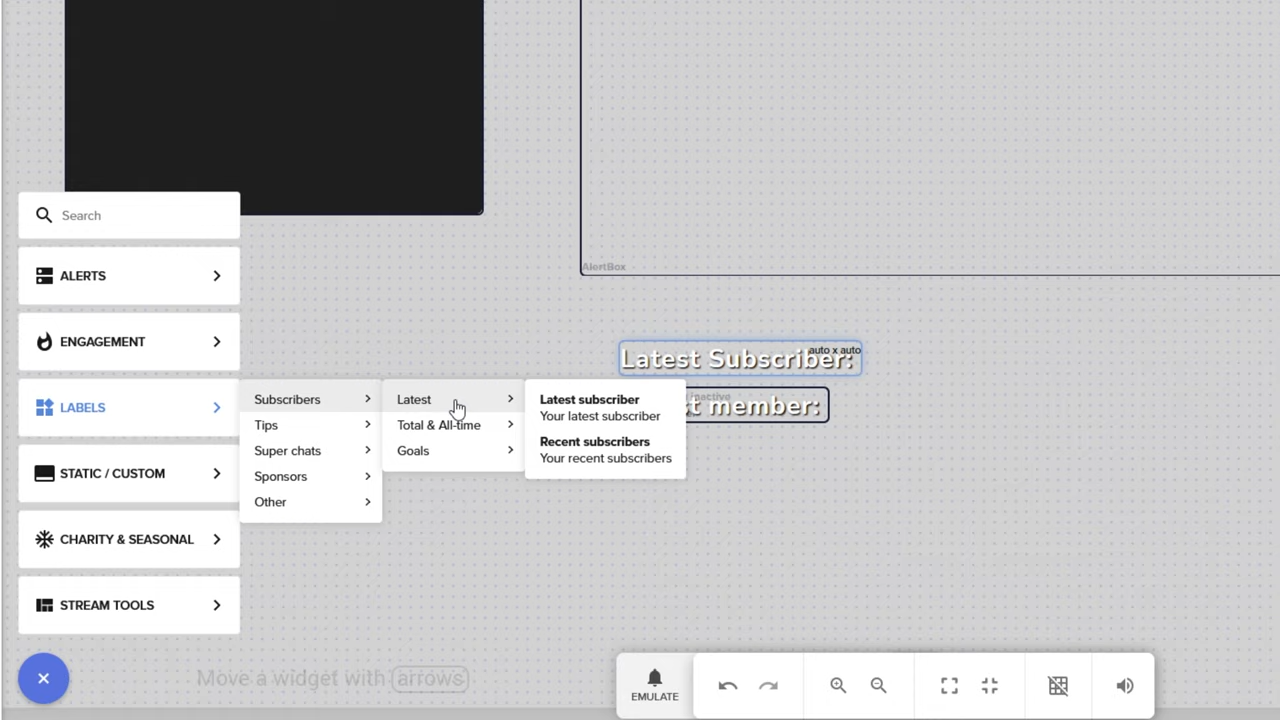 Search
ALERTS
ENGAGEMENT
LABELS
STATIC / CUSTOM
CHARITY & SEASONAL
STREAM TOOLS
Subscribers
Tips
Super chats
Sponsors
Other
Latest
Total & All-time
Goals
Latest subscriber
Your latest subscriber
Recent subscribers
Your recent subscribers
AlertBox
auto x auto
Latest Subscriber:
member:
Move a widget with arrows
EMULATE